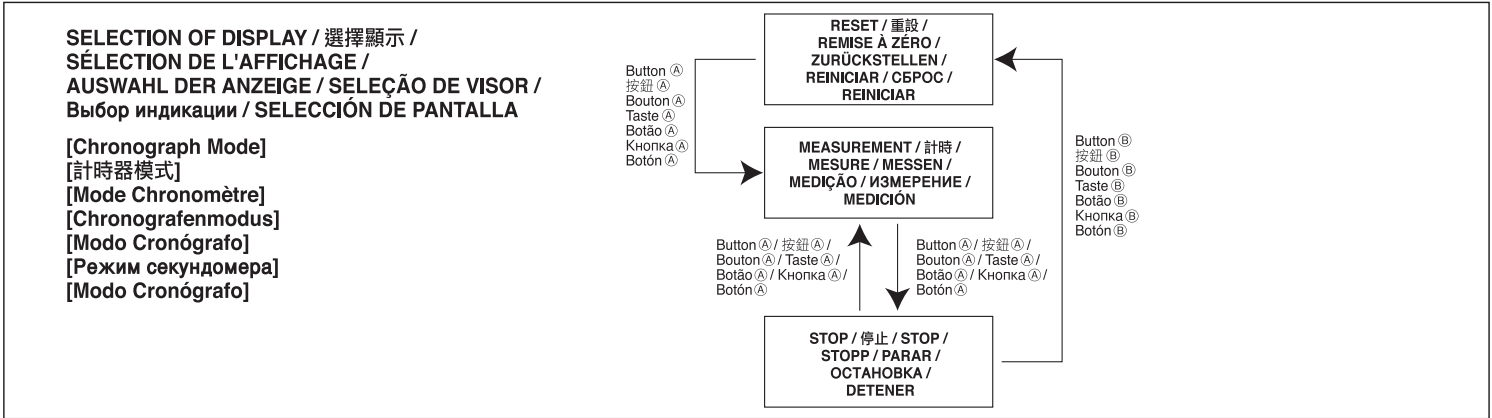 SELECTION OF DISPLAY / 選擇顯示 /
SÉLECTION DE L'AFFICHAGE /
AUSWAHL DER ANZEIGE / SELEÇÃO DE VISOR /
Выбор индикации / SELECCIÓN DE PANTALLA
[Chronograph Mode]
[計時器模式]
[Mode Chronomètre]
[Chronografenmodus]
[Modo Cronógrafo]
[Режим секундомера]
[Modo Cronógrafo]
Button Ⓐ
按鈕 Ⓐ
Bouton Ⓐ
Taste Ⓐ
Botão Ⓐ
Кнопка Ⓐ
Botón Ⓐ
RESET / 重設 /
REMISE À ZÉRO /
ZURÜCKSTELLEN /
REINICIAR / СБРОС /
REINICIAR
MEASUREMENT / 計時 /
MESURE / MESSEN /
MEDIÇÃO / ИЗМЕРЕНИЕ /
MEDICIÓN
Button Ⓐ / 按鈕 Ⓐ /
Bouton Ⓐ / Taste Ⓐ /
Botão Ⓐ / Кнопка Ⓐ /
Botón Ⓐ
Button Ⓐ / 按鈕 Ⓐ /
Bouton Ⓐ / Taste Ⓐ /
Botão Ⓐ / Кнопка Ⓐ /
Botón Ⓐ
STOP / 停止 / STOP /
STOPP / PARAR /
ОСТАНОВКА /
DETENER
Button Ⓑ
按鈕 Ⓑ
Bouton Ⓑ
Taste Ⓑ
Botão Ⓑ
Кнопка Ⓑ
Botón Ⓑ